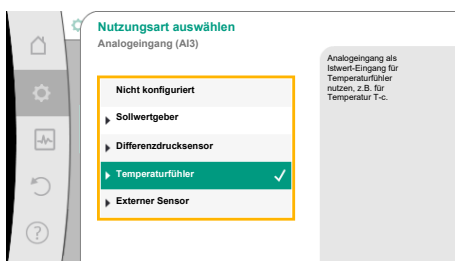 Nutzungsart auswählen
Analogeingang (AI3)
Nicht konfiguriert
Sollwertgeber
Differenzdrucksensor
Temperaturfühler
Externer Sensor
Analogeingang als
Istwert-Eingang für
Temperaturfühler
nutzen, z.B. für
Temperatur T-c.